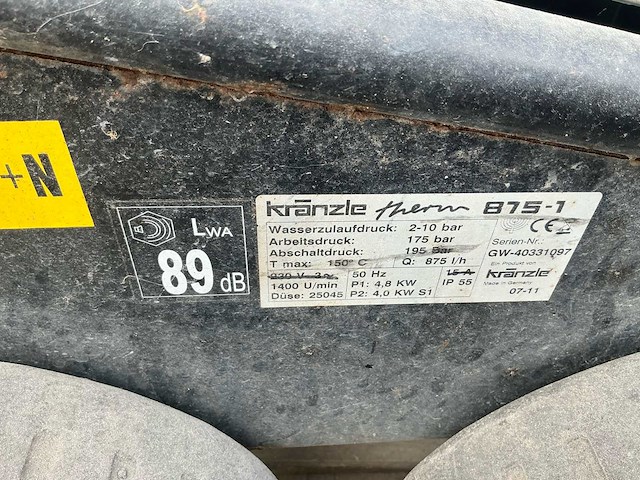 +N
B
LWA
89 dB
Kränzle therm 875-1
Wasserzulaufdruck: 2-10 bar
Arbeitsdruck: 175 bar
Abschaltdruck: 195 Bar
T max: 150° C Q: 875 l/h
50 Hz
1400 U/min P1: 4,8 KW IP 55
Düse: 25045 P2: 4,0 KW S1
CE
Serien-Nr.:
GW-40331097
Ein Produkt von
Kränzle
Made in Germany
07-11